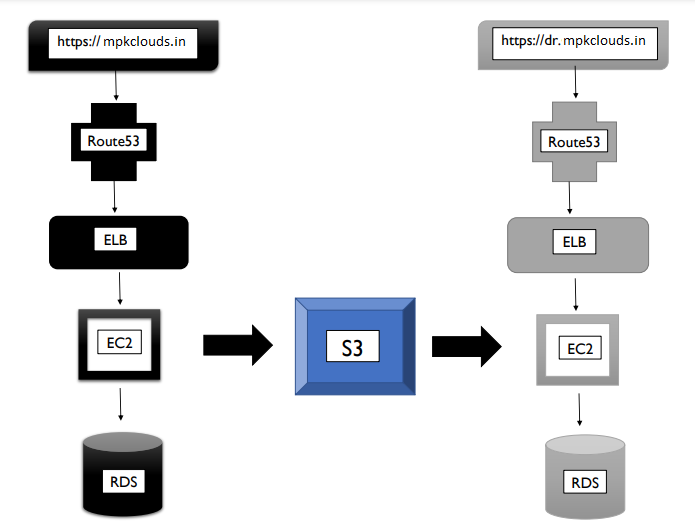 https:// mpkclouds.in
Route53
ELB
EC2
RDS
S3
https://dr. mpkclouds.in
Route53
ELB
EC2
RDS